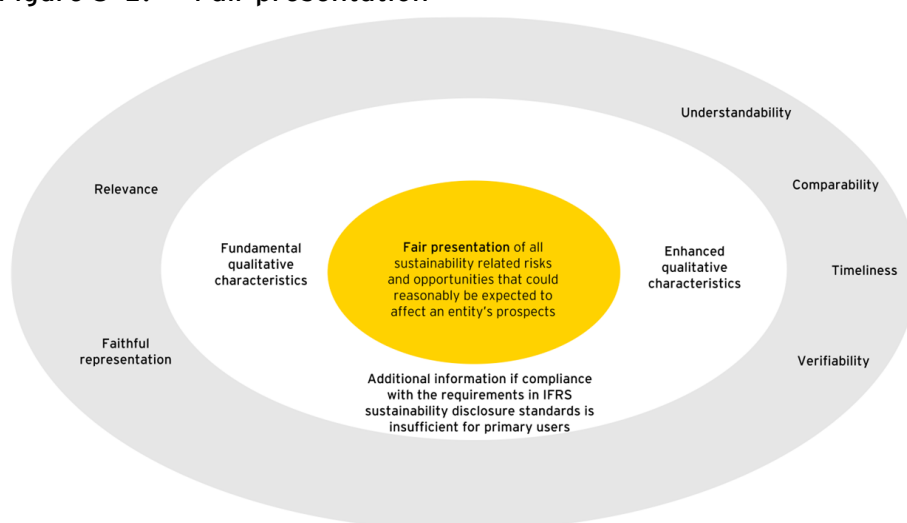 Understandability
Relevance
Comparability
Fundamental
qualitative
characteristics
Fair presentation of all
sustainability related risks
and opportunities that could
reasonably be expected to
affect an entity's prospects
Enhanced
qualitative
characteristics
Timeliness
Faithful
representation
Verifiability
Additional information if compliance
with the requirements in IFRS
sustainability disclosure standards is
insufficient for primary users